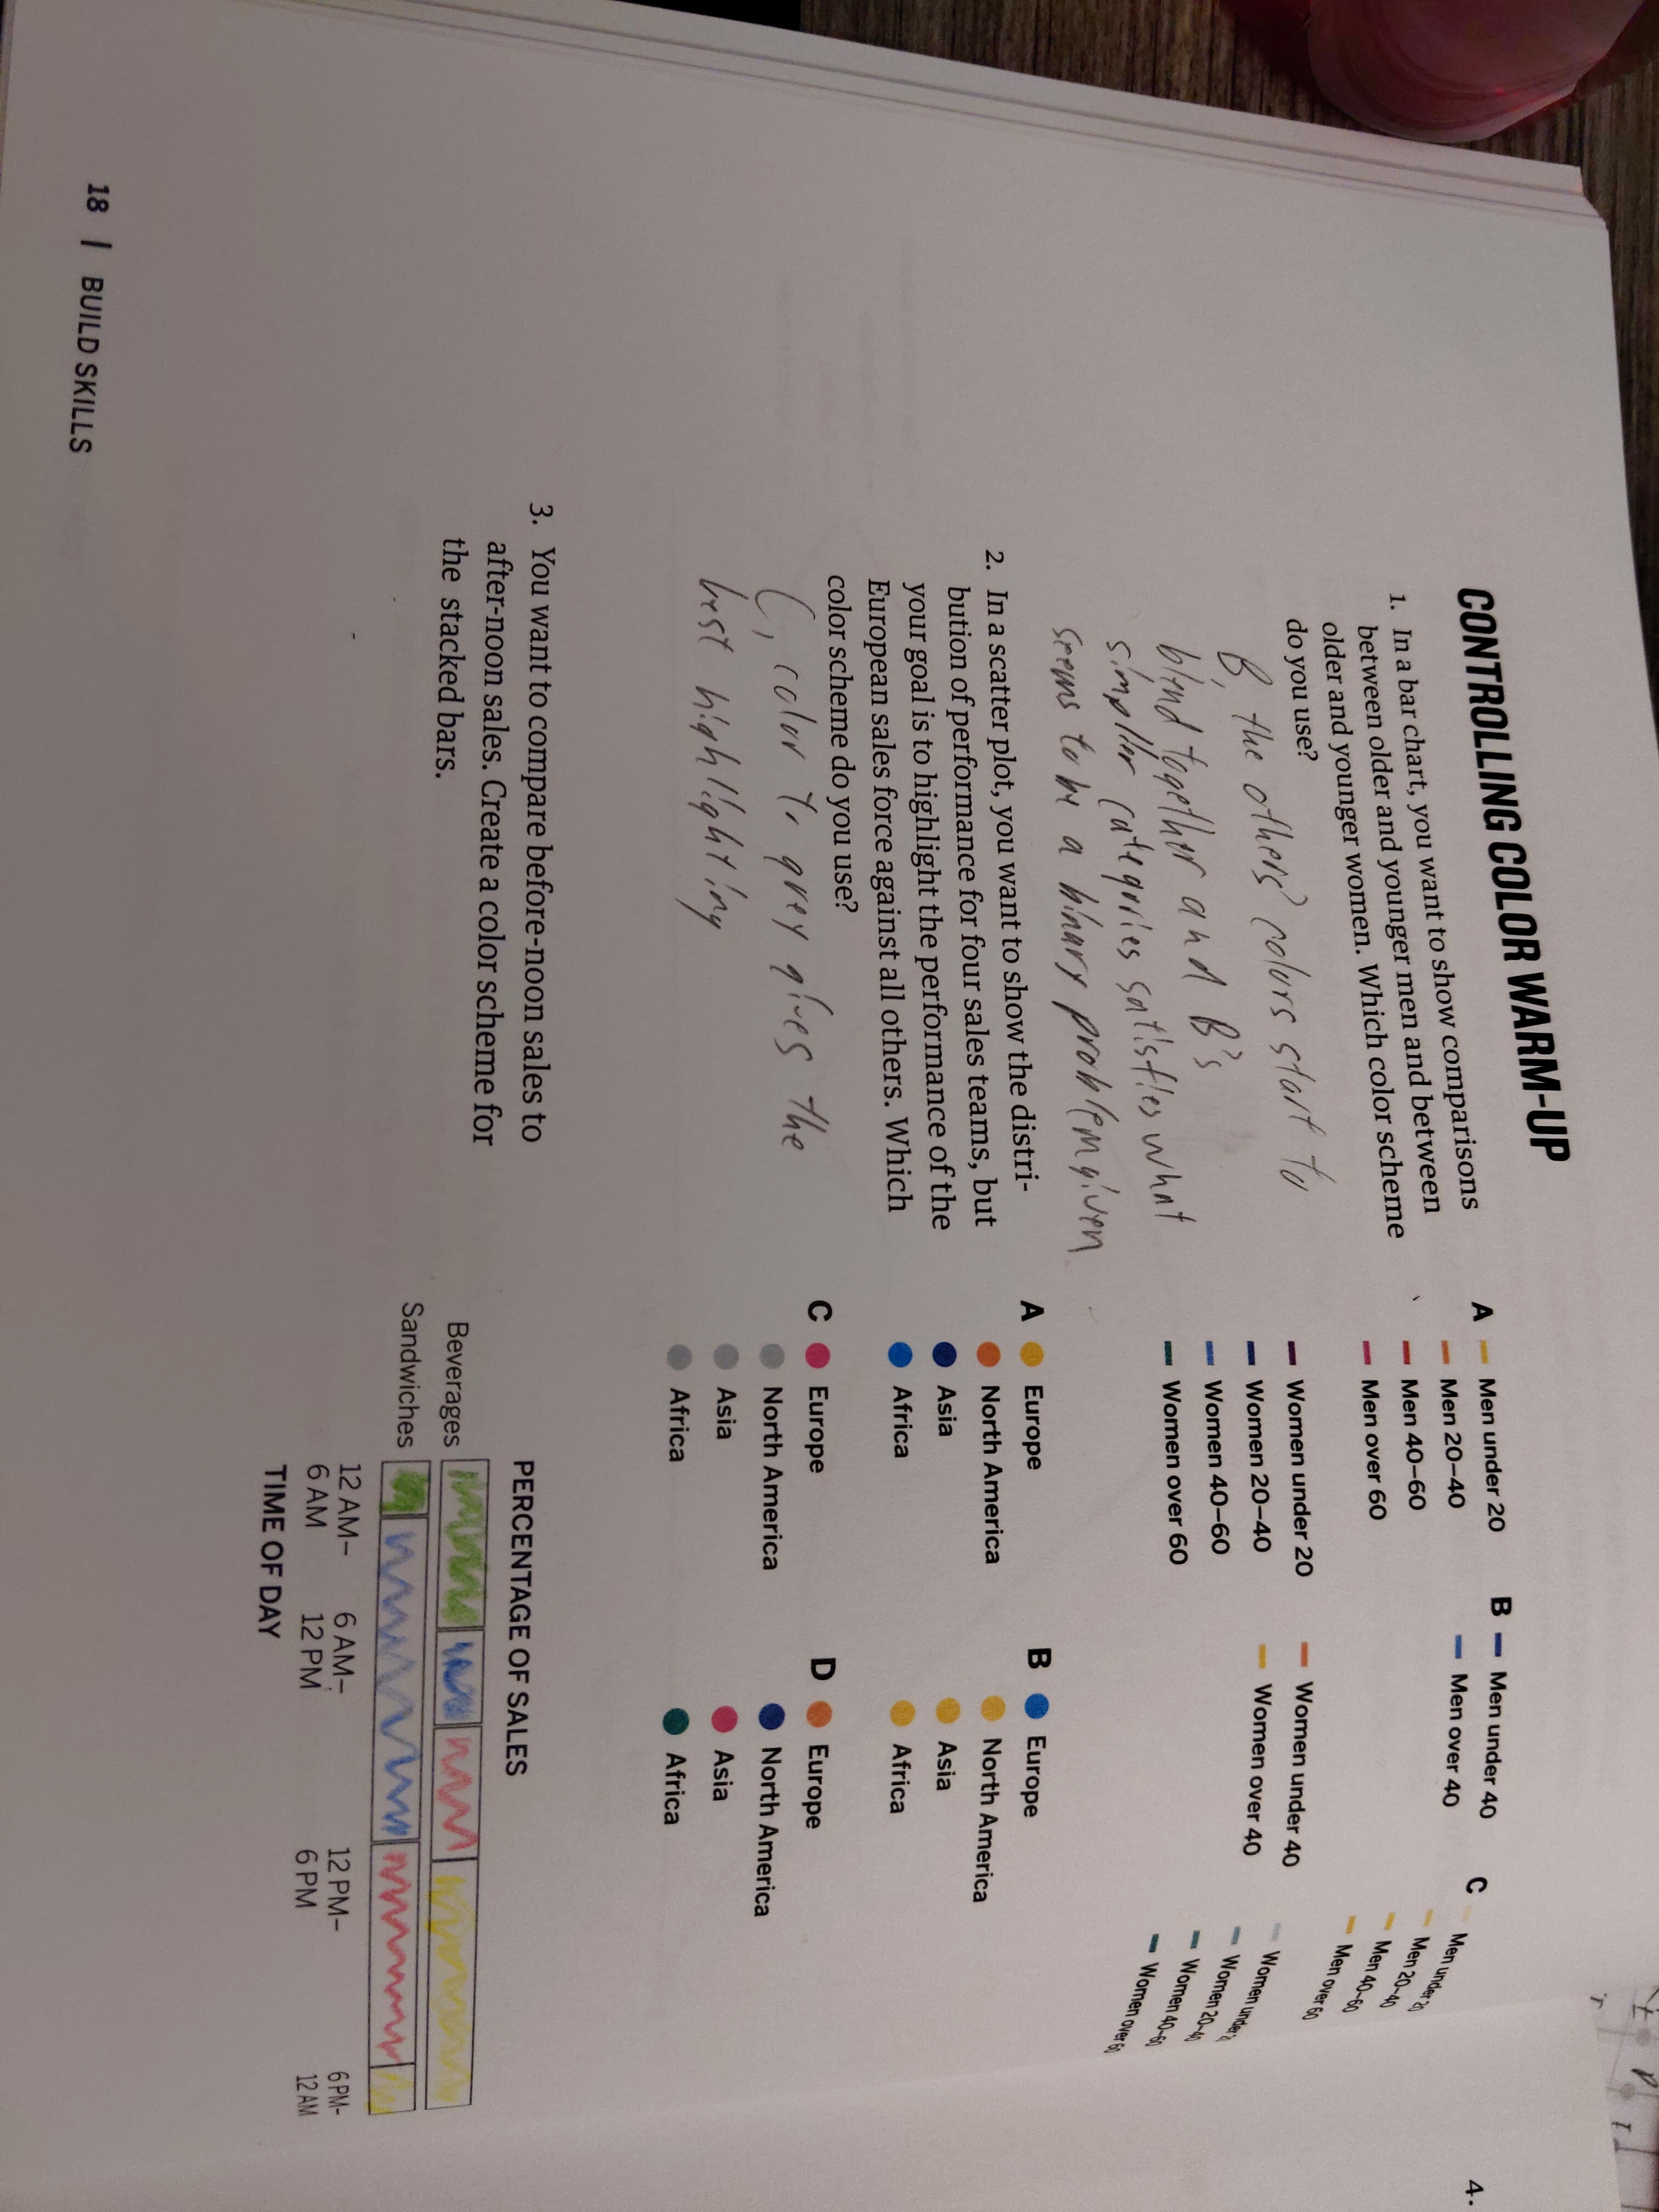 CONTROLLING COLOR WARM-UP
1. In a bar chart, you want to show comparisons
between older and younger men and between
older and younger women. Which color scheme
do you use?
B, the others' colurs start to
blend together and B's
simpller categories satisfies what
seems to be a binary problem given
A
Men under 20
Men 20–40
Men 40–60
Men over 60
Women under 20
Women 20–40
Women 40–60
Women over 60
B
Men under 40
Men over 40
Women under 40
Women over 40
C
Men under 20
Men 20–40
Men 40–60
Men over 60
Women under
Women 20–40
Women 40–60
Women over 60
2. In a scatter plot, you want to show the distri-
bution of performance for four sales teams, but
your goal is to highlight the performance of the
European sales force against all others. Which
color scheme do you use?
C, color to grey gives the
best highlighting
A
Europe
North America
Asia
Africa
B
Europe
North America
Asia
Africa
C
Europe
North America
Asia
Africa
D
Europe
North America
Asia
Africa
3. You want to compare before-noon sales to
after-noon sales. Create a color scheme for
the stacked bars.
PERCENTAGE OF SALES
Beverages
Sandwiches
12 AM–
6 AM
6 AM–
12 PM
12 PM–
6 PM
6 PM–
12 AM
TIME OF DAY
4.
18 | BUILD SKILLS